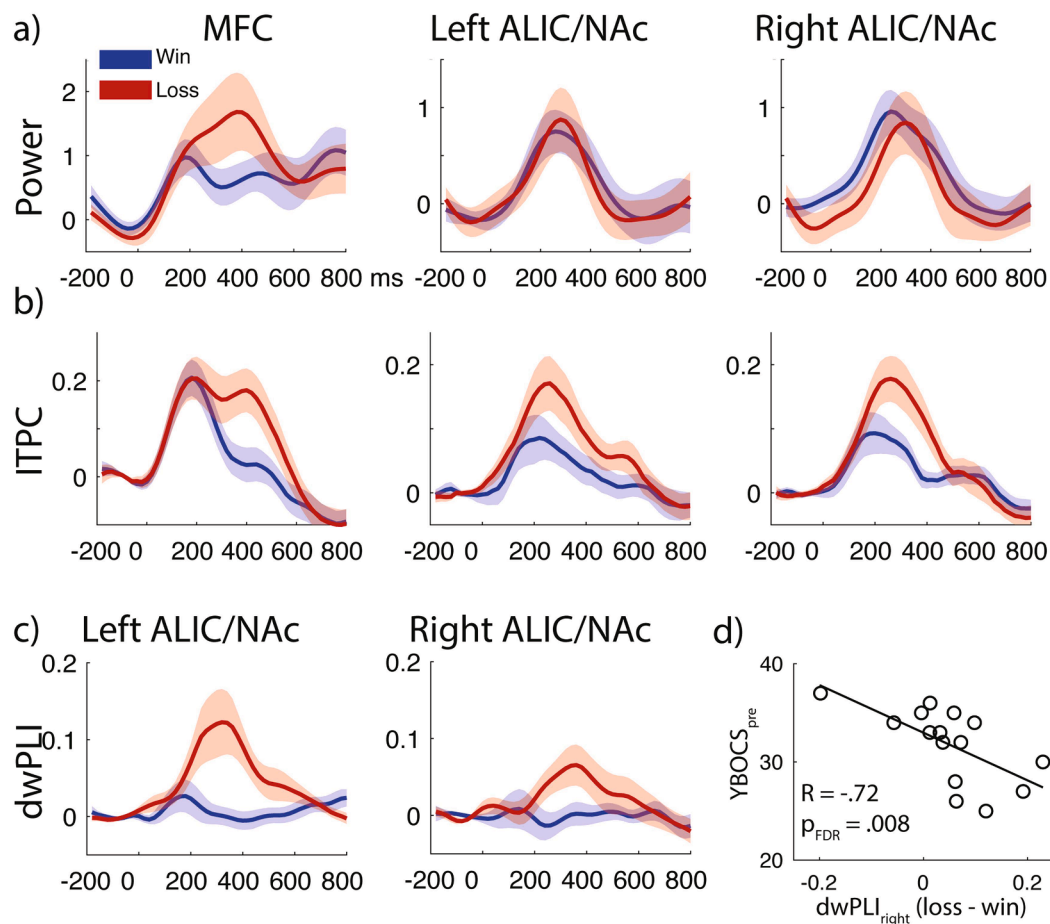 a) MFC Left ALIC/NAc Right ALIC/NAc
Win
Loss
Power
2
1
0
1
0
1
0
-200 0 200 400 600 800 ms -200 0 200 400 600 800 -200 0 200 400 600 800
b)
ITPC
0.2
0
0.2
0
0.2
0
-200 0 200 400 600 800 -200 0 200 400 600 800 -200 0 200 400 600 800
c) Left ALIC/NAc Right ALIC/NAc
dwPLI
0.2
0.1
0
0.2
0.1
0
-200 0 200 400 600 800 -200 0 200 400 600 800
d)
YBOCSpre
40
30
20
R = -.72
pFDR = .008
-0.2 0 0.2
dwPLIright (loss - win)